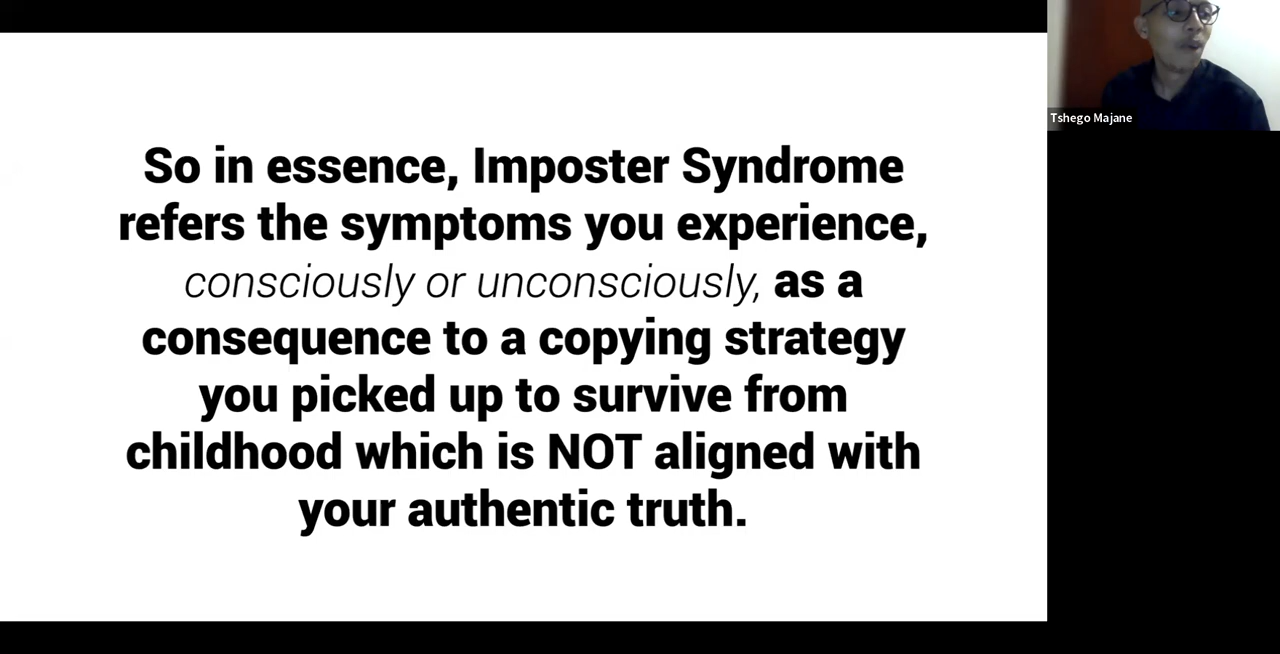 So in essence, Imposter Syndrome
refers the symptoms you experience,
consciously or unconsciously, as a
consequence to a copying strategy
you picked up to survive from
childhood which is NOT aligned with
your authentic truth.
Tshego Majane